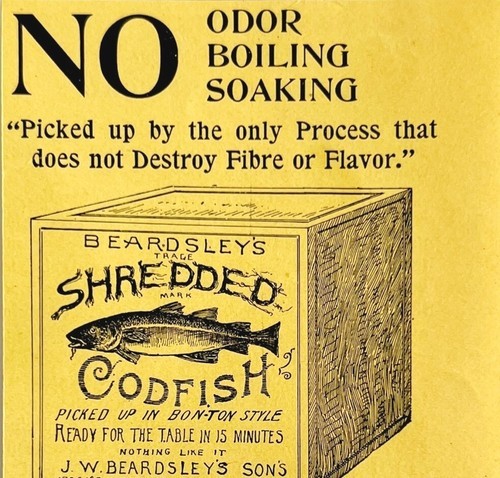 NO
ODOR
BOILING
SOAKING
“Picked up by the only Process that
does not Destroy Fibre or Flavor.”
BEARDSLEY'S
TRADE
SHREDDED
MARK
CODFISH
PICKED UP IN BON-TON STYLE
READY FOR THE TABLE IN 15 MINUTES
NOTHING LIKE IT
J. W. BEARDSLEY'S SON'S